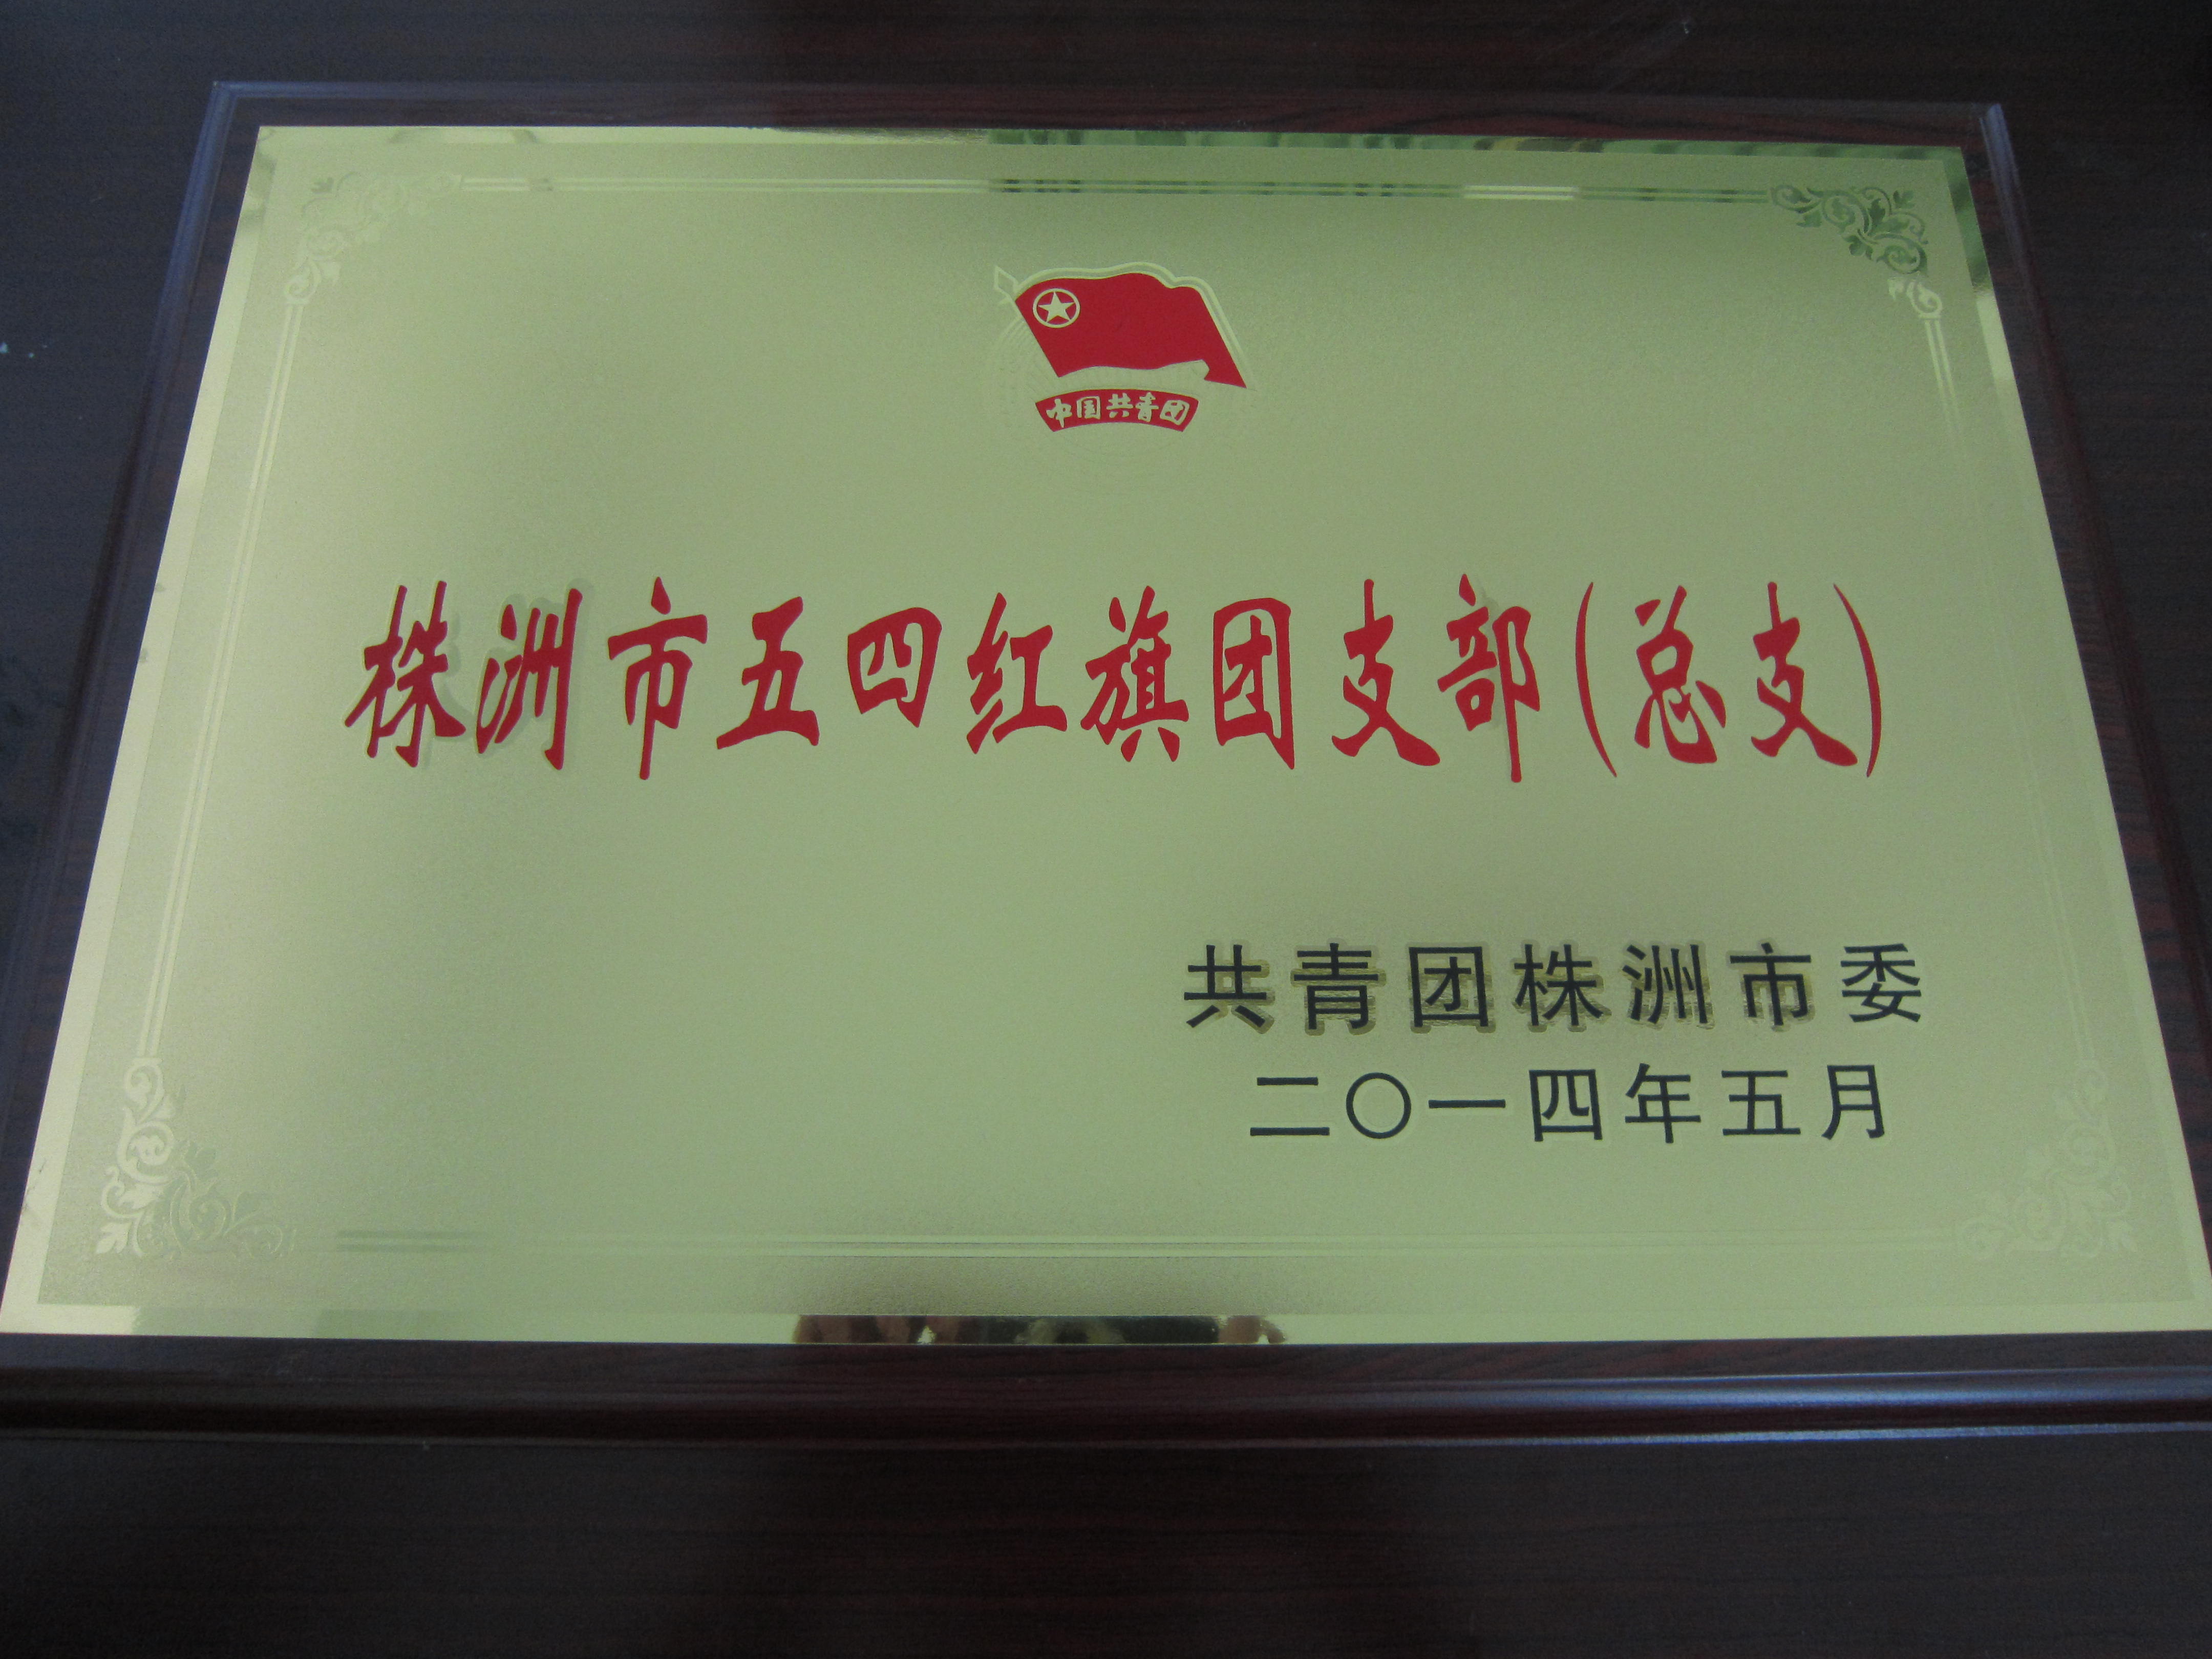 中国共青团
株洲市五四红旗团支部(总支)
共青团株洲市委
二〇一四年五月